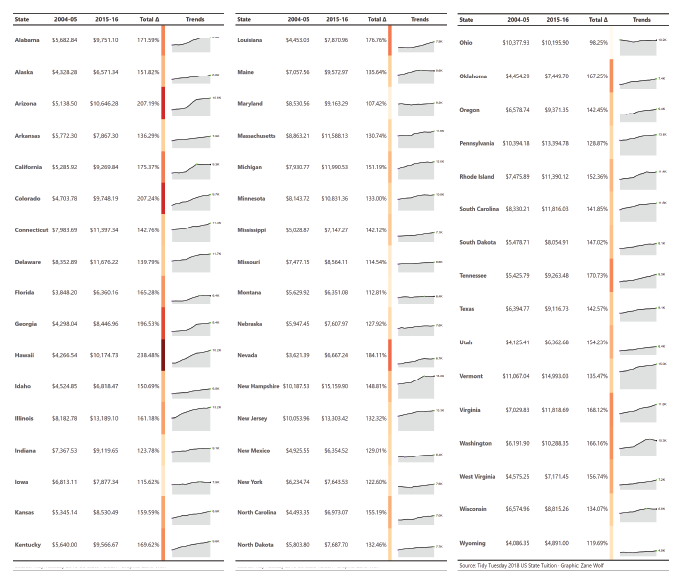 State 2004-05 2015-16 Total Δ Trends
Alabama $5,682.84 $9,751.10 171.59%
Alaska $4,328.28 $6,571.34 151.82%
Arizona $5,138.50 $10,646.28 207.19%
Arkansas $5,772.30 $7,867.30 136.29%
California $5,285.92 $9,269.84 175.37%
Colorado $4,703.78 $9,748.19 207.24%
Connecticut $7,983.69 $11,397.34 142.76%
Delaware $8,352.89 $11,676.22 139.79%
Florida $3,848.20 $6,360.16 165.28%
Georgia $4,298.04 $8,446.96 196.53%
Hawaii $4,266.54 $10,174.73 238.48%
Idaho $4,524.85 $6,818.47 150.69%
Illinois $8,182.78 $13,189.10 161.18%
Indiana $7,367.53 $9,119.65 123.78%
Iowa $6,813.11 $7,877.34 115.62%
Kansas $5,345.14 $8,530.49 159.59%
Kentucky $5,640.00 $9,566.67 169.62%
State 2004-05 2015-16 Total Δ Trends
Louisiana $4,453.03 $7,870.96 176.76%
Maine $7,057.56 $9,572.97 135.64%
Maryland $8,530.56 $9,163.29 107.42%
Massachusetts $8,863.21 $11,588.13 130.74%
Michigan $7,930.77 $11,990.53 151.19%
Minnesota $8,143.72 $10,831.36 133.00%
Mississippi $5,028.87 $7,147.27 142.12%
Missouri $7,477.15 $8,564.11 114.54%
Montana $5,629.92 $6,351.08 112.81%
Nebraska $5,947.45 $7,607.97 127.92%
Nevada $3,621.39 $6,667.24 184.11%
New Hampshire $10,187.53 $15,159.90 148.81%
New Jersey $10,053.96 $13,303.42 132.32%
New Mexico $4,925.55 $6,354.52 129.01%
New York $6,234.74 $7,643.53 122.60%
North Carolina $4,493.35 $6,973.07 155.19%
North Dakota $5,803.80 $7,687.70 132.46%
State 2004-05 2015-16 Total Δ Trends
Ohio $10,377.93 $10,195.90 98.25%
Oklahoma $4,454.28 $7,449.70 167.25%
Oregon $6,578.74 $9,371.35 142.45%
Pennsylvania $10,394.18 $13,394.78 128.87%
Rhode Island $7,475.89 $11,390.12 152.36%
South Carolina $8,330.21 $11,816.03 141.85%
South Dakota $5,478.71 $8,054.91 147.02%
Tennessee $5,425.79 $9,263.48 170.73%
Texas $6,394.77 $9,116.73 142.57%
Utah $4,125.41 $6,362.68 154.23%
Vermont $11,067.04 $14,993.03 135.47%
Virginia $7,029.83 $11,818.69 168.12%
Washington $6,191.90 $10,288.35 166.16%
West Virginia $4,575.25 $7,171.45 156.74%
Wisconsin $6,574.96 $8,815.26 134.07%
Wyoming $4,086.35 $4,891.00 119.69%
Source: Tidy Tuesday 2018 US State Tuition · Graphic Zane Wolf